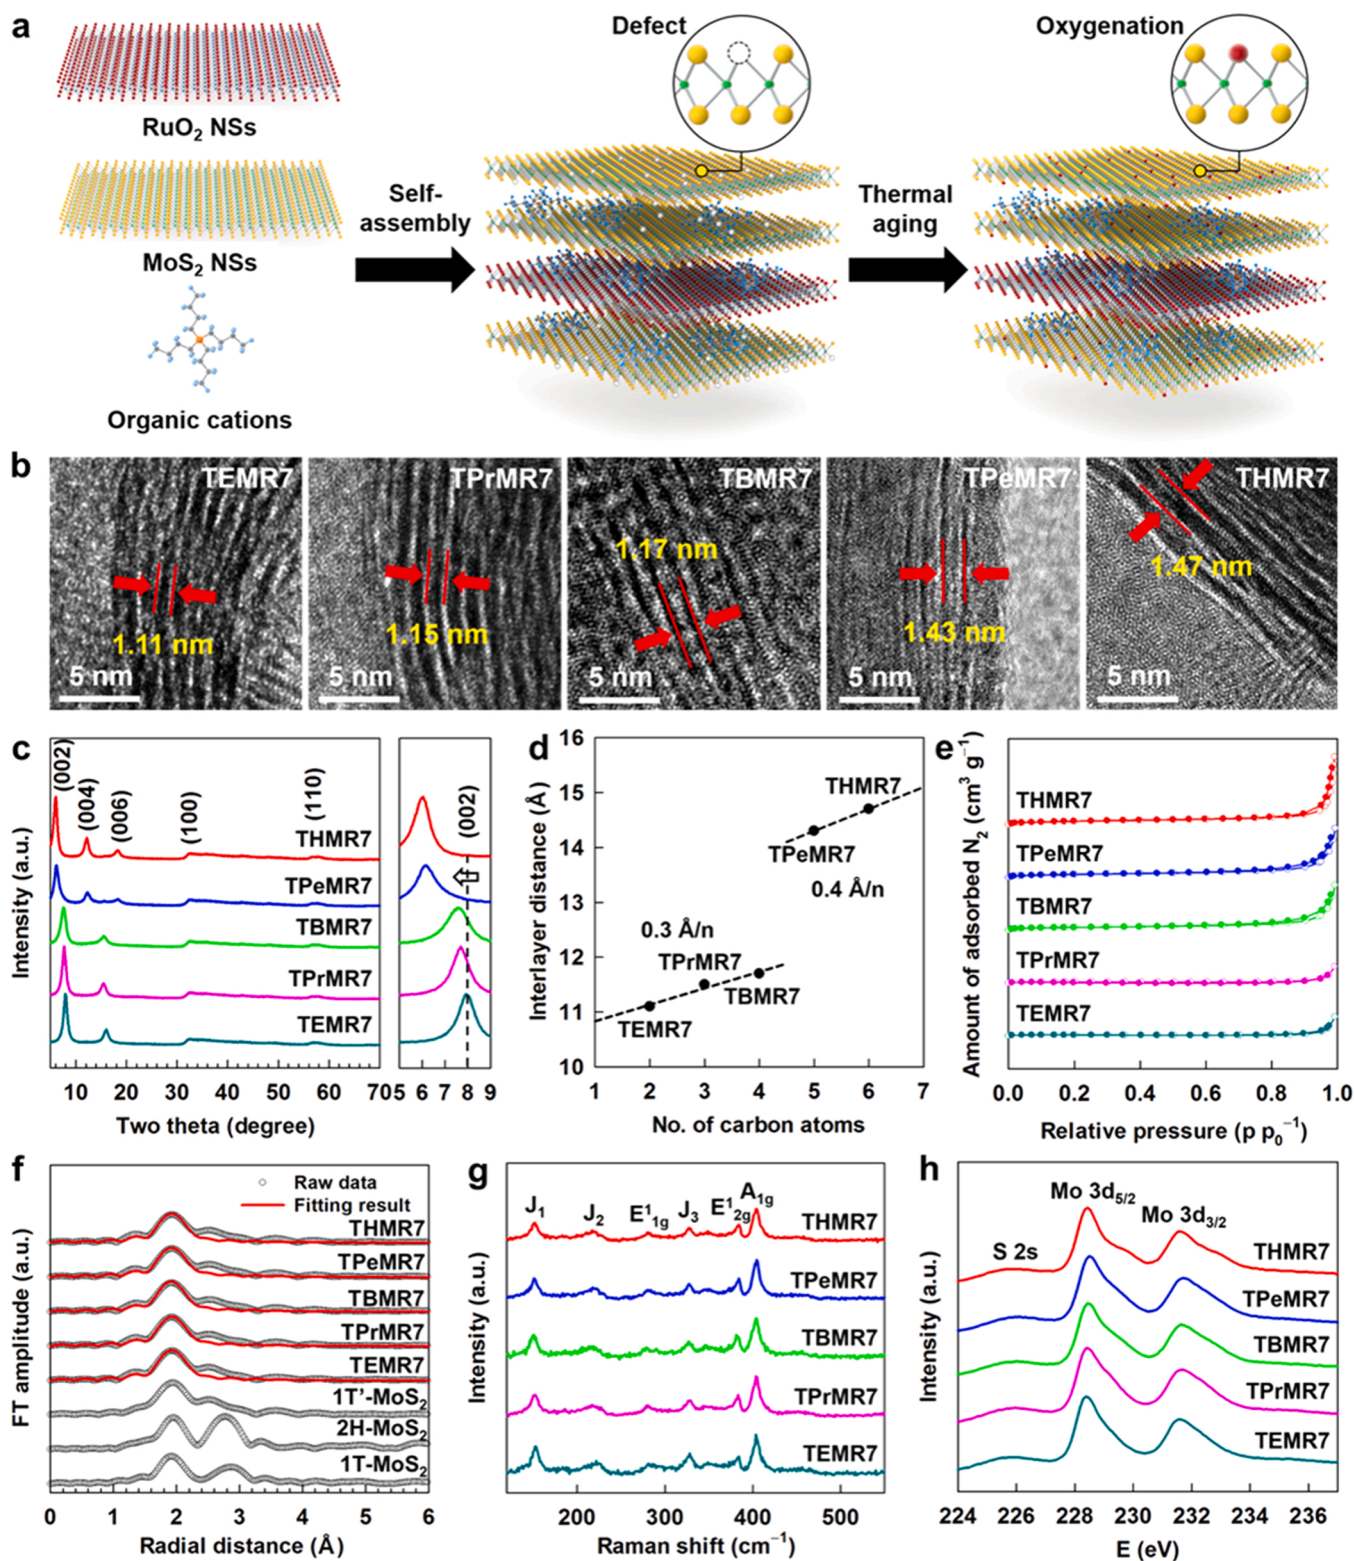 a
RuO₂ NSs
MoS₂ NSs
Organic cations
Self-
assembly
Defect
Thermal
aging
Oxygenation
b
TEMR7
1.11 nm
5 nm
TPrMR7
1.15 nm
5 nm
TBMR7
1.17 nm
5 nm
TPeMR7
1.43 nm
5 nm
THMR7
1.47 nm
5 nm
c
Intensity (a.u.)
(002)
(004)
(006)
(100)
(110)
THMR7
TPeMR7
TBMR7
TPrMR7
TEMR7
10 20 30 40 50 60 70
Two theta (degree)
(002)
5 6 7 8 9
d
Interlayer distance (Å)
16
15
14
13
12
11
10
THMR7
TPeMR7
0.4 Å/n
0.3 Å/n
TPrMR7
TBMR7
TEMR7
1 2 3 4 5 6 7
No. of carbon atoms
e
Amount of adsorbed N₂ (cm³ g⁻¹)
THMR7
TPeMR7
TBMR7
TPrMR7
TEMR7
0.0 0.2 0.4 0.6 0.8 1.0
Relative pressure (p p₀⁻¹)
f
FT amplitude (a.u.)
Raw data
Fitting result
THMR7
TPeMR7
TBMR7
TPrMR7
TEMR7
1T’-MoS₂
2H-MoS₂
1T-MoS₂
0 1 2 3 4 5 6
Radial distance (Å)
g
Intensity (a.u.)
J₁
J₂
E¹₁g
J₃
E¹₂g
A₁g
THMR7
TPeMR7
TBMR7
TPrMR7
TEMR7
200 300 400 500
Raman shift (cm⁻¹)
h
Intensity (a.u.)
S 2s
Mo 3d₅/₂
Mo 3d₃/₂
THMR7
TPeMR7
TBMR7
TPrMR7
TEMR7
224 226 228 230 232 234 236
E (eV)